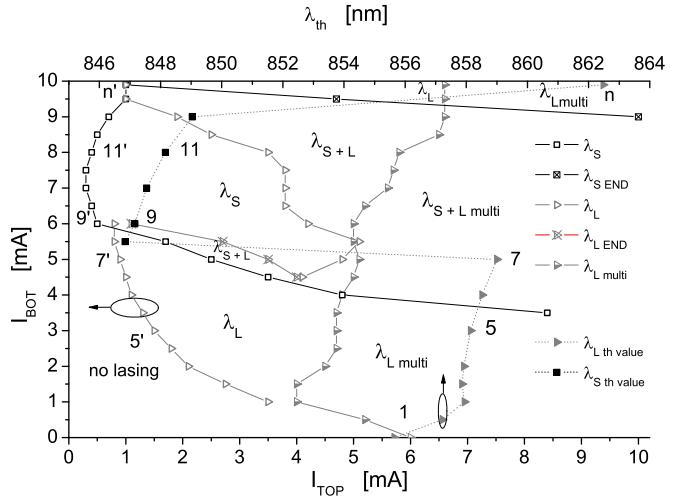 λth [nm]
846 848 850 852 854 856 858 860 862 864
10
9
8
7
6
5
4
3
2
1
0
IBOT [mA]
n'
λL
λLmulti
n
11'
11
λS + L
λS
λS + L multi
9'
9
λS + L
7'
7
λL
5
5'
λL multi
no lasing
1
λS
λS END
λL
λL END
λL multi
λL th value
λS th value
0 1 2 3 4 5 6 7 8 9 10
ITOP [mA]